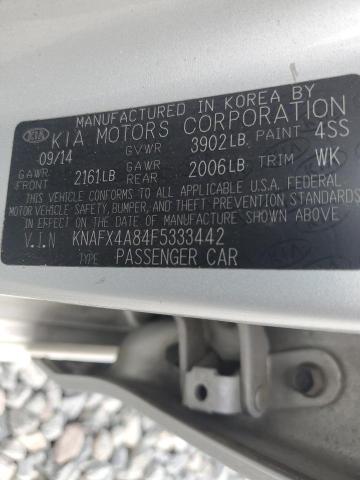 MANUFACTURED IN KOREA BY
KIA KIA MOTORS CORPORATION
09/14 GVWR 3902LB PAINT 4SS
GAWR FRONT 2161LB GAWR REAR 2006LB TRIM WK
THIS VEHICLE CONFORMS TO ALL APPLICABLE U.S.A. FEDERAL
MOTOR VEHICLE SAFETY, BUMPER, AND THEFT PREVENTION STANDARDS
IN EFFECT ON THE DATE OF MANUFACTURE SHOWN ABOVE
V.I.N KNAFX4A84F5333442
TYPE PASSENGER CAR